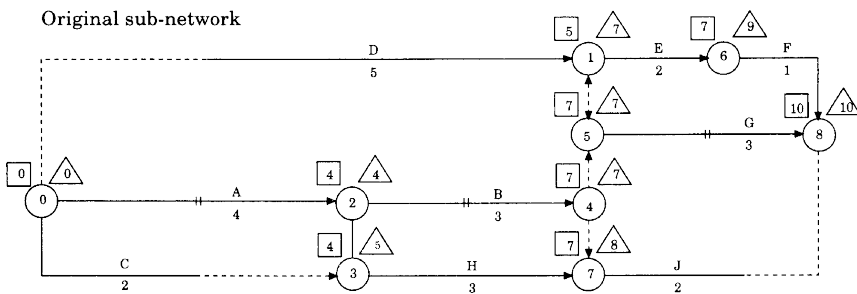 Original sub-network
5 7 7 9
D 1 E 6 F
5 2 1
7 7 10 10
5 G 8
3
0 0 4 4 7 7
0 A 2 B 4
4 3
4 5 7 8
C 3 H 7 J
2 3 2